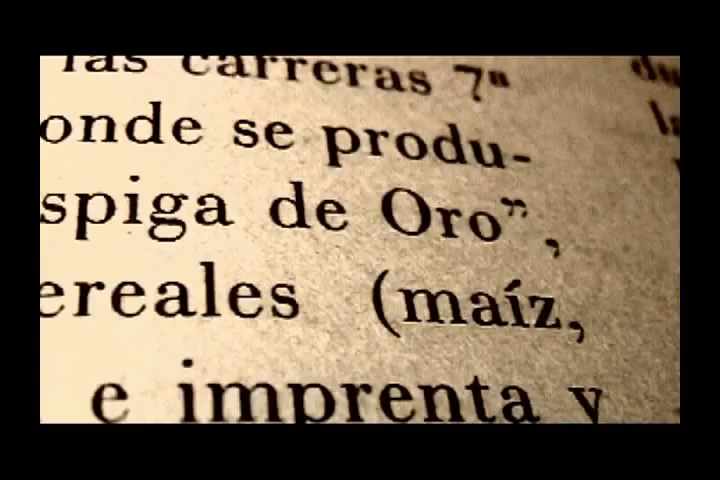 las carreras 7ª
onde se produ-
spiga de Oro”,
ereales (maíz,
e imprenta y